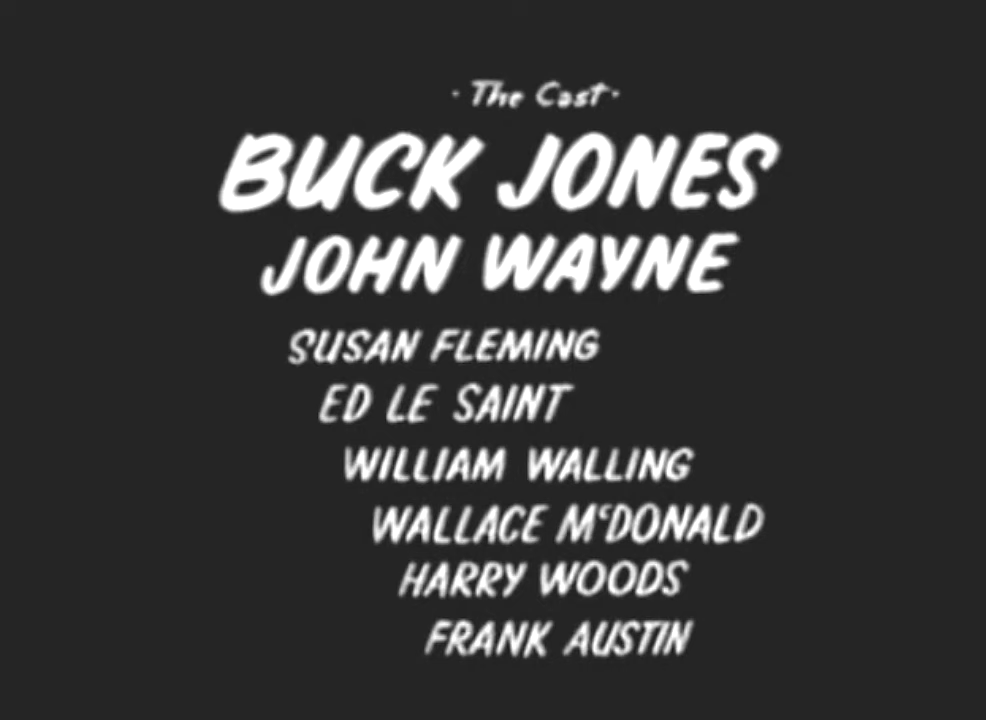 · The Cast ·
BUCK JONES
JOHN WAYNE
SUSAN FLEMING
ED LE SAINT
WILLIAM WALLING
WALLACE McDONALD
HARRY WOODS
FRANK AUSTIN